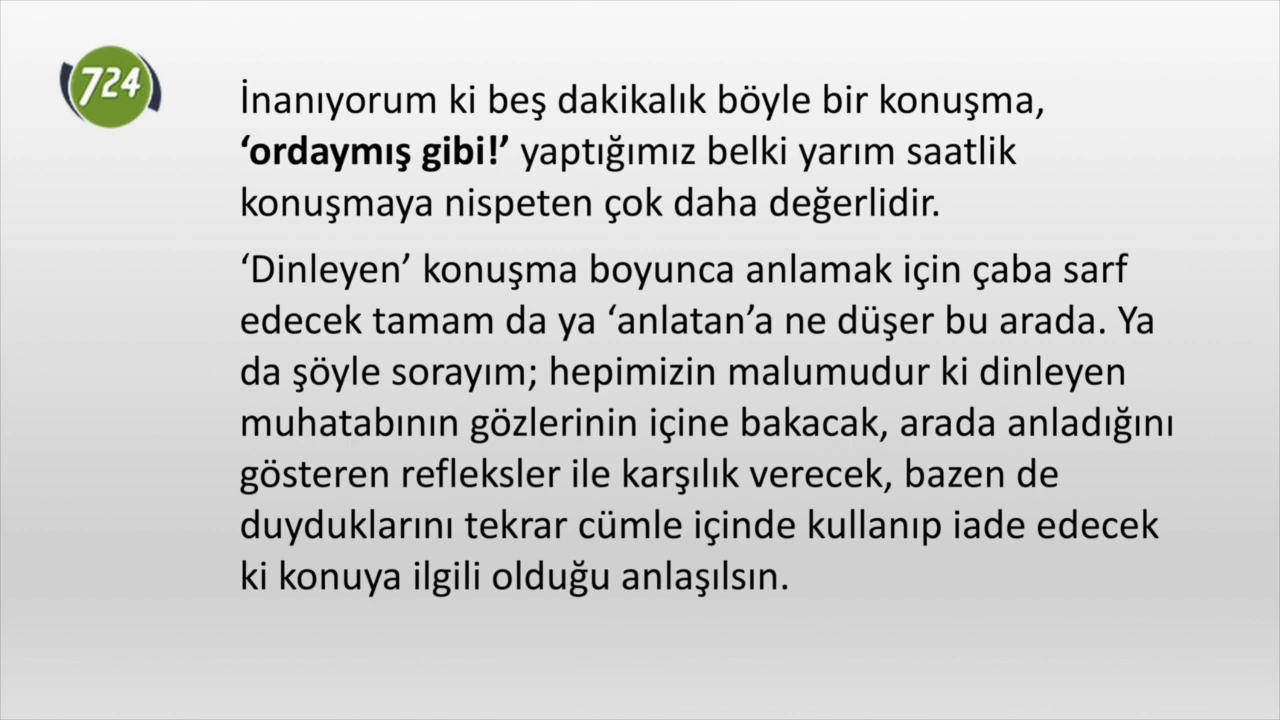 724
İnanıyorum ki beş dakikalık böyle bir konuşma,
‘ordaymış gibi!’ yaptığımız belki yarım saatlik
konuşmaya nispeten çok daha değerlidir.
‘Dinleyen’ konuşma boyunca anlamak için çaba sarf
edecek tamam da ya ‘anlatan’a ne düşer bu arada. Ya
da şöyle sorayım; hepimizin malumudur ki dinleyen
muhatabının gözlerinin içine bakacak, arada anladığını
gösteren refleksler ile karşılık verecek, bazen de
duyduklarını tekrar cümle içinde kullanıp iade edecek
ki konuya ilgili olduğu anlaşılsın.